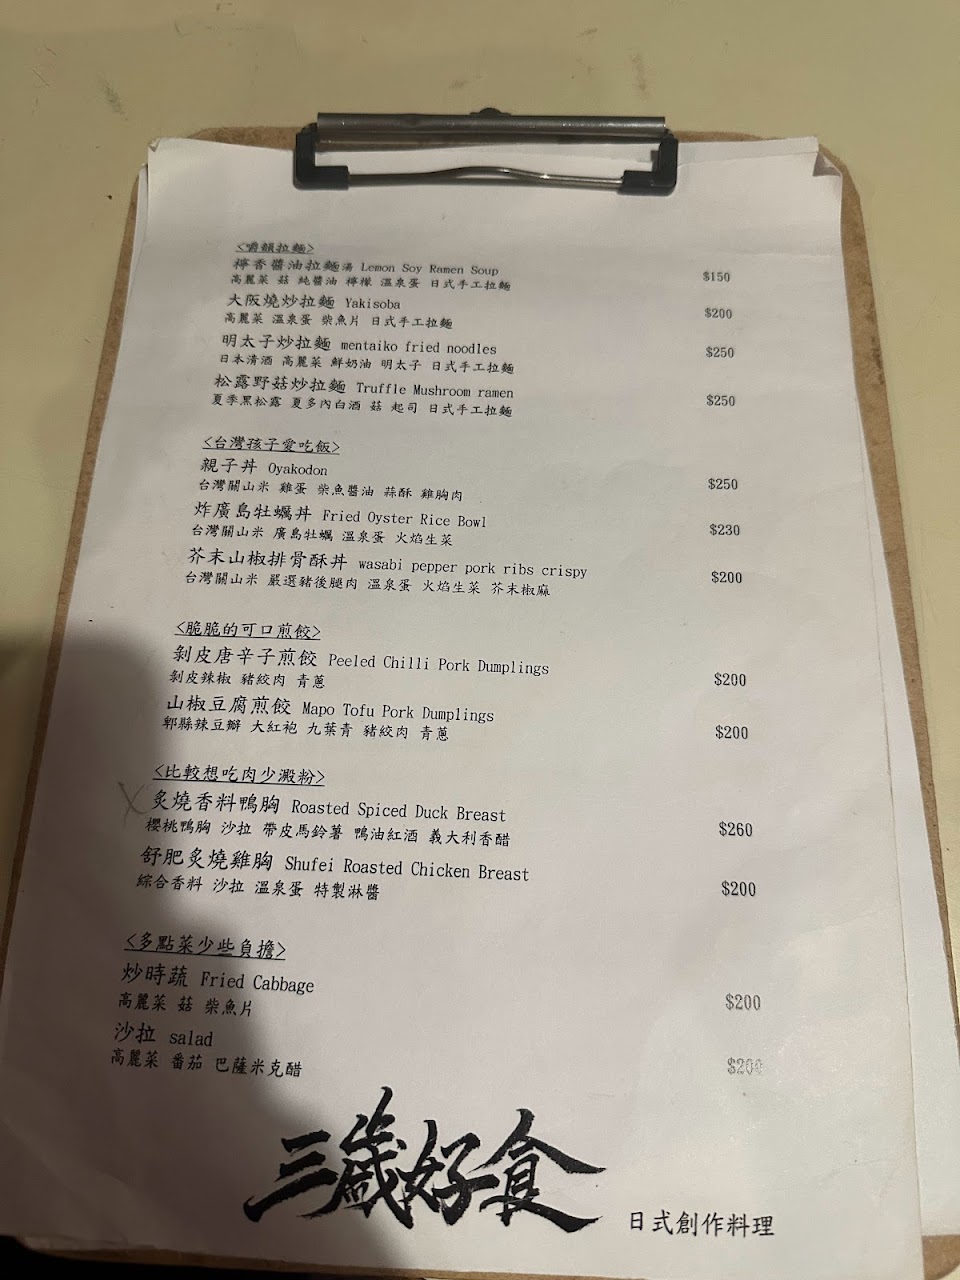 <嚼韻拉麵>
檸香醬油拉麵湯 Lemon Soy Ramen Soup $150
高麗菜 菇 純醬油 檸檬 溫泉蛋 日式手工拉麵
大阪燒炒拉麵 Yakisoba $200
高麗菜 溫泉蛋 柴魚片 日式手工拉麵
明太子炒拉麵 mentaiko fried noodles $250
日本清酒 高麗菜 鮮奶油 明太子 日式手工拉麵
松露野菇炒拉麵 Truffle Mushroom ramen $250
夏季黑松露 夏多內白酒 菇 起司 日式手工拉麵
<台灣孩子愛吃飯>
親子丼 Oyakodon $250
台灣關山米 雞蛋 柴魚醬油 蒜酥 雞胸肉
炸廣島牡蠣丼 Fried Oyster Rice Bowl $230
台灣關山米 廣島牡蠣 溫泉蛋 火焰生菜
芥末山椒排骨酥丼 wasabi pepper pork ribs crispy $200
台灣關山米 嚴選豬後腿肉 溫泉蛋 火焰生菜 芥末椒麻
<脆脆的可口煎餃>
剝皮唐辛子煎餃 Peeled Chilli Pork Dumplings $200
剝皮辣椒 豬絞肉 青蔥
山椒豆腐煎餃 Mapo Tofu Pork Dumplings $200
郫縣辣豆瓣 大紅袍 九葉青 豬絞肉 青蔥
<比較想吃肉少澱粉>
炙燒香料鴨胸 Roasted Spiced Duck Breast $260
櫻桃鴨胸 沙拉 帶皮馬鈴薯 鴨油紅酒 義大利香醋
舒肥炙燒雞胸 Shufei Roasted Chicken Breast $200
綜合香料 沙拉 溫泉蛋 特製淋醬
<多點菜少些負擔>
炒時蔬 Fried Cabbage $200
高麗菜 菇 柴魚片
沙拉 salad $200
高麗菜 番茄 巴薩米克醋
三歲好食
日式創作料理